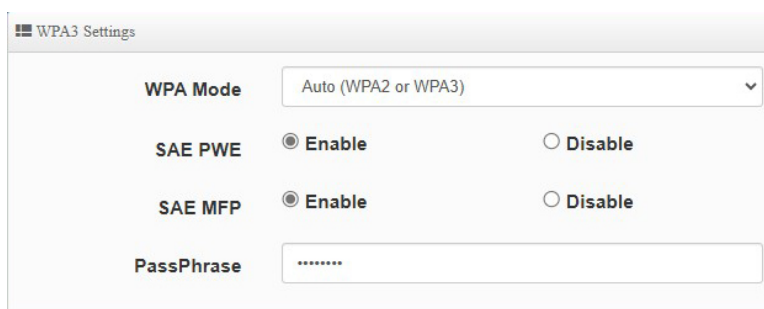 WPA3 Settings
WPA Mode Auto (WPA2 or WPA3)
SAE PWE Enable Disable
SAE MFP Enable Disable
PassPhrase ••••••••